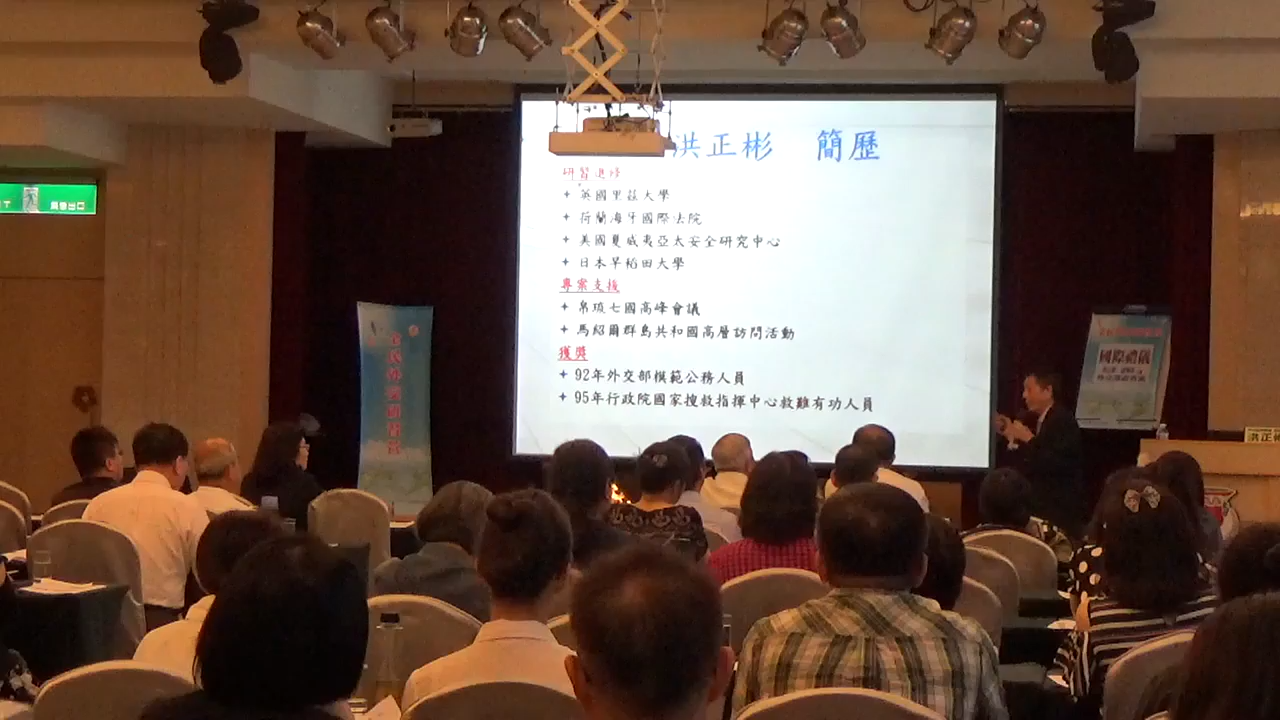 洪正彬 簡歷
研習進修
英國里茲大學
荷蘭海牙國際法院
美國夏威夷亞太安全研究中心
日本早稻田大學
專案支援
帛琉七國高峰會議
馬紹爾群島共和國高層訪問活動
獲獎
92年外交部模範公務人員
95年行政院國家搜救指揮中心救難有功人員
國際禮儀